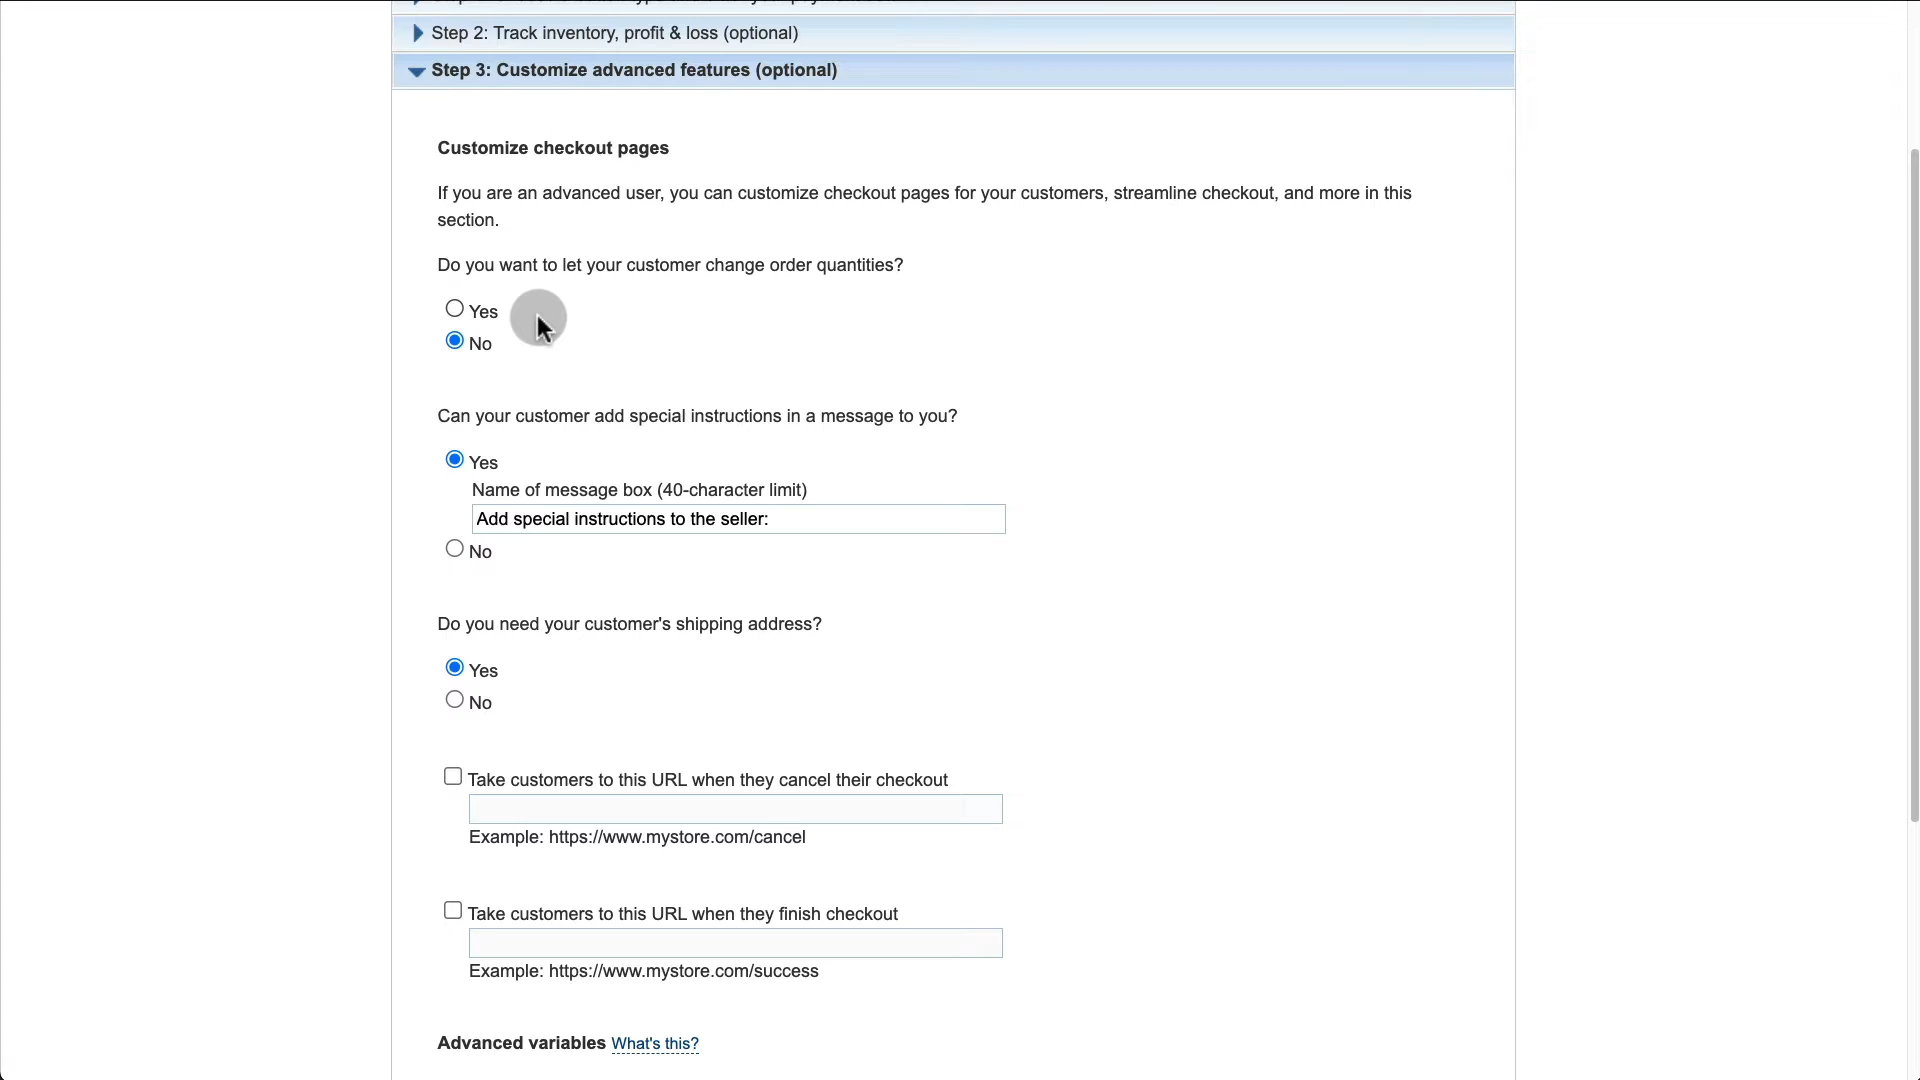 Step 2: Track inventory, profit & loss (optional)
Step 3: Customize advanced features (optional)
Customize checkout pages
If you are an advanced user, you can customize checkout pages for your customers, streamline checkout, and more in this
section.
Do you want to let your customer change order quantities?
Yes
No
Can your customer add special instructions in a message to you?
Yes
Name of message box (40-character limit)
Add special instructions to the seller:
No
Do you need your customer's shipping address?
Yes
No
Take customers to this URL when they cancel their checkout
Example: https://www.mystore.com/cancel
Take customers to this URL when they finish checkout
Example: https://www.mystore.com/success
Advanced variables What's this?